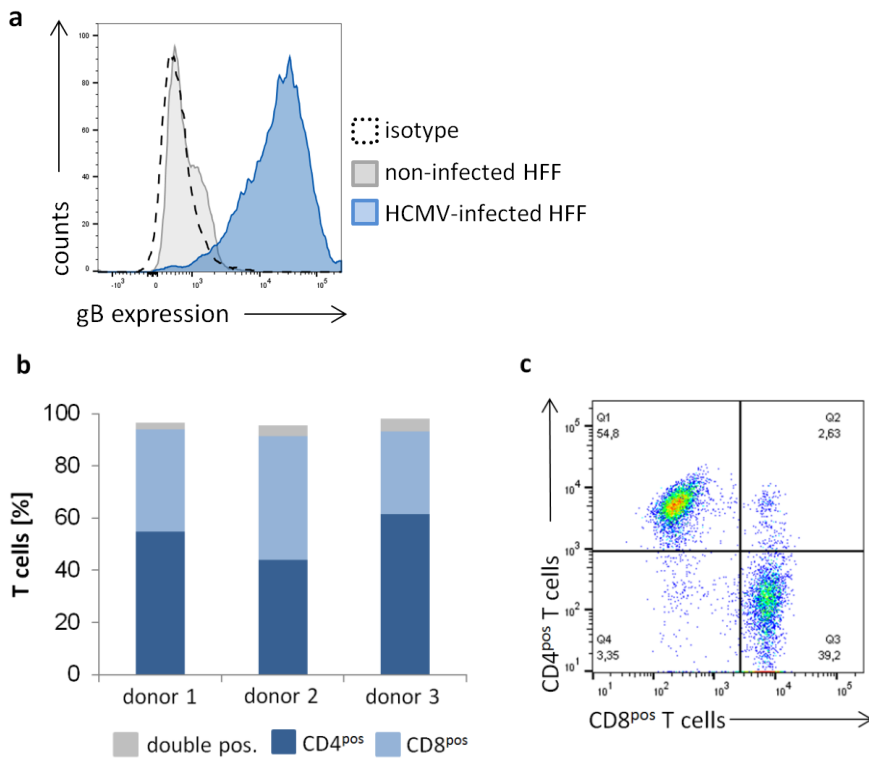 a
100
80
60
40
20
0
-10³ 0 10³ 10⁴ 10⁵
counts
gB expression
isotype
non-infected HFF
HCMV-infected HFF
b
100
80
60
40
20
0
T cells [%]
donor 1 donor 2 donor 3
double pos. CD4ᵖᵒˢ CD8ᵖᵒˢ
c
Q1
54,8
Q2
2,63
Q4
3,35
Q3
39,2
10⁵
10⁴
10³
10²
10¹
10¹ 10² 10³ 10⁴ 10⁵
CD4ᵖᵒˢ T cells
CD8ᵖᵒˢ T cells